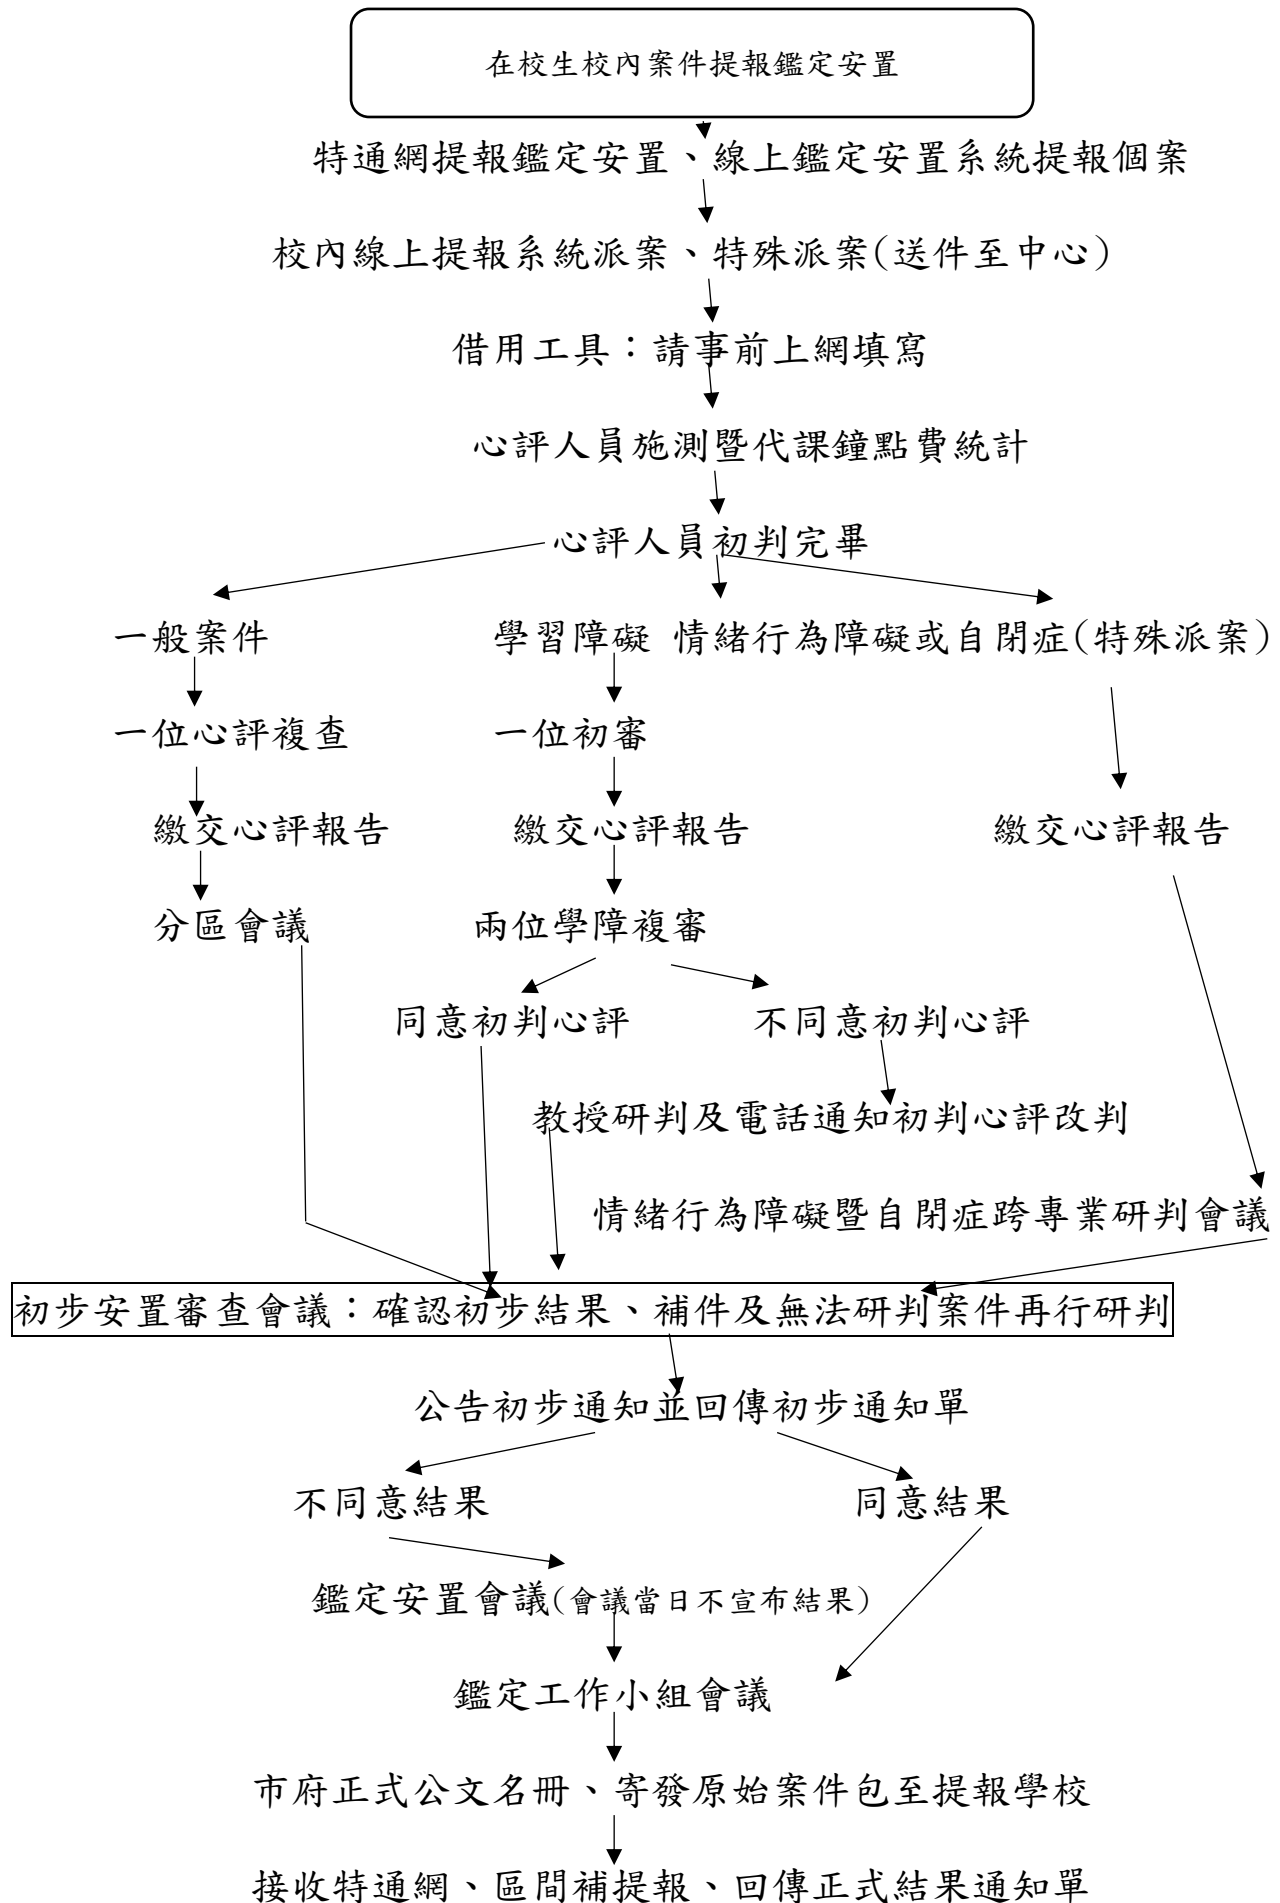 在校生校內案件提報鑑定安置
特通網提報鑑定安置、線上鑑定安置系統提報個案
校內線上提報系統派案、特殊派案(送件至中心)
借用工具：請事前上網填寫
心評人員施測暨代課鐘點費統計
心評人員初判完畢
一般案件 學習障礙 情緒行為障礙或自閉症(特殊派案)
一位心評複查 一位初審
繳交心評報告 繳交心評報告 繳交心評報告
分區會議 兩位學障複審
同意初判心評 不同意初判心評
教授研判及電話通知初判心評改判
情緒行為障礙暨自閉症跨專業研判會議
初步安置審查會議：確認初步結果、補件及無法研判案件再行研判
公告初步通知並回傳初步通知單
不同意結果 同意結果
鑑定安置會議(會議當日不宣布結果)
鑑定工作小組會議
市府正式公文名冊、寄發原始案件包至提報學校
接收特通網、區間補提報、回傳正式結果通知單